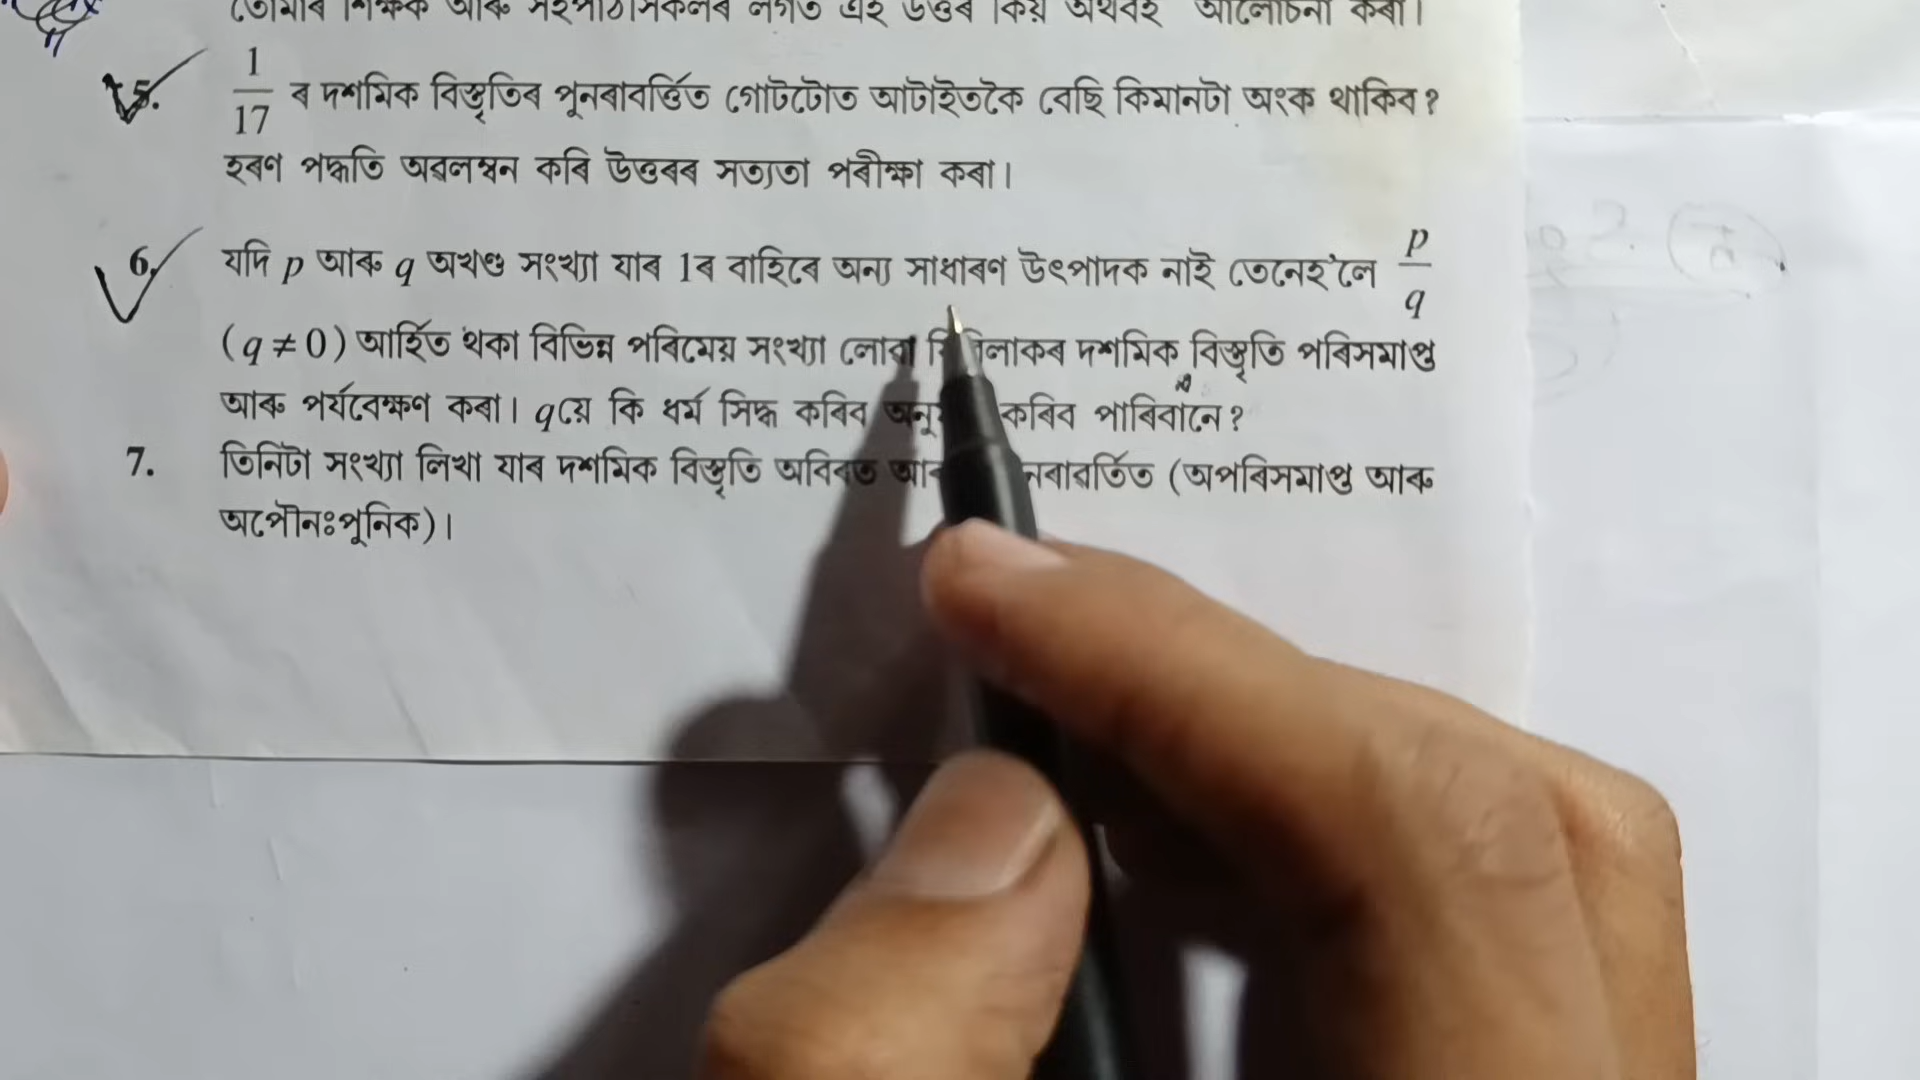 তোমাৰ শিক্ষক আৰু সহপাঠীসকলৰ লগত এই উত্তৰ কিয় অথবহ আলোচনা কৰা।
5. 1/17 ৰ দশমিক বিস্তৃতিৰ পুনৰাবৰ্ত্তিত গোটটোত আটাইতকৈ বেছি কিমানটা অংক থাকিব?
হৰণ পদ্ধতি অৱলম্বন কৰি উত্তৰৰ সত্যতা পৰীক্ষা কৰা।
6. যদি p আৰু q অখণ্ড সংখ্যা যাৰ 1ৰ বাহিৰে অন্য সাধাৰণ উৎপাদক নাই তেনেহ'লে p/q
(q ≠ 0) আৰ্হিত থকা বিভিন্ন পৰিমেয় সংখ্যা লোৱা দশমিক বিস্তৃতি পৰিসমাপ্ত
আৰু পৰ্যবেক্ষণ কৰা। qয়ে কি ধৰ্ম সিদ্ধ কৰিব কৰিব পাৰিবানে?
7. তিনিটা সংখ্যা লিখা যাৰ দশমিক বিস্তৃতি অবিৰত (অপৰিসমাপ্ত আৰু
অপৌনঃপুনিক)।